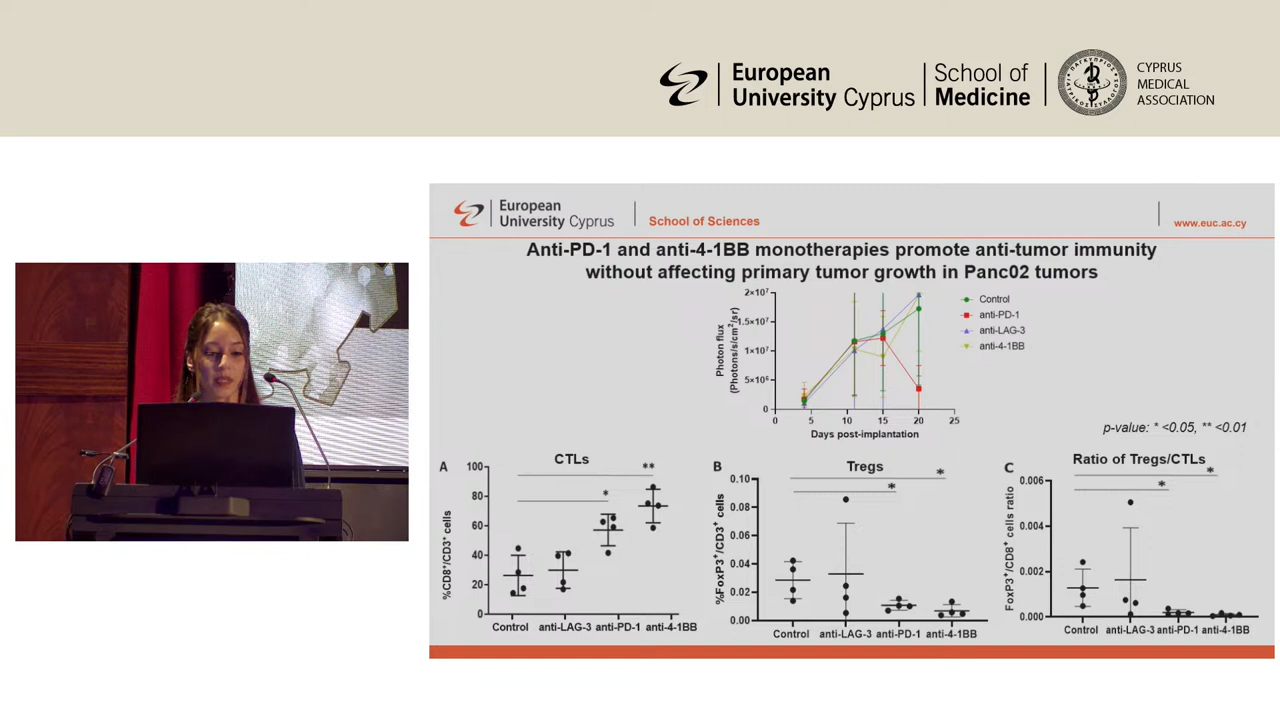 European
University Cyprus
School of
Medicine
CYPRUS
MEDICAL
ASSOCIATION
European
University Cyprus
School of Sciences
www.euc.ac.cy
Anti-PD-1 and anti-4-1BB monotherapies promote anti-tumor immunity
without affecting primary tumor growth in Panc02 tumors
Photon flux
(Photons/s/cm²/sr)
2×10⁷
1.5×10⁷
1×10⁷
5×10⁶
0
0 5 10 15 20 25
Days post-implantation
Control
anti-PD-1
anti-LAG-3
anti-4-1BB
p-value: * <0.05, ** <0.01
A
CTLs
%CD8⁺/CD3⁺ cells
100
80
60
40
20
0
*
**
Control anti-LAG-3 anti-PD-1 anti-4-1BB
B
Tregs
%FoxP3⁺/CD3⁺ cells
0.10
0.08
0.06
0.04
0.02
0.00
*
*
Control anti-LAG-3 anti-PD-1 anti-4-1BB
C
Ratio of Tregs/CTLs
FoxP3⁺/CD8⁺ cells ratio
0.006
0.004
0.002
0.000
*
*
Control anti-LAG-3 anti-PD-1 anti-4-1BB